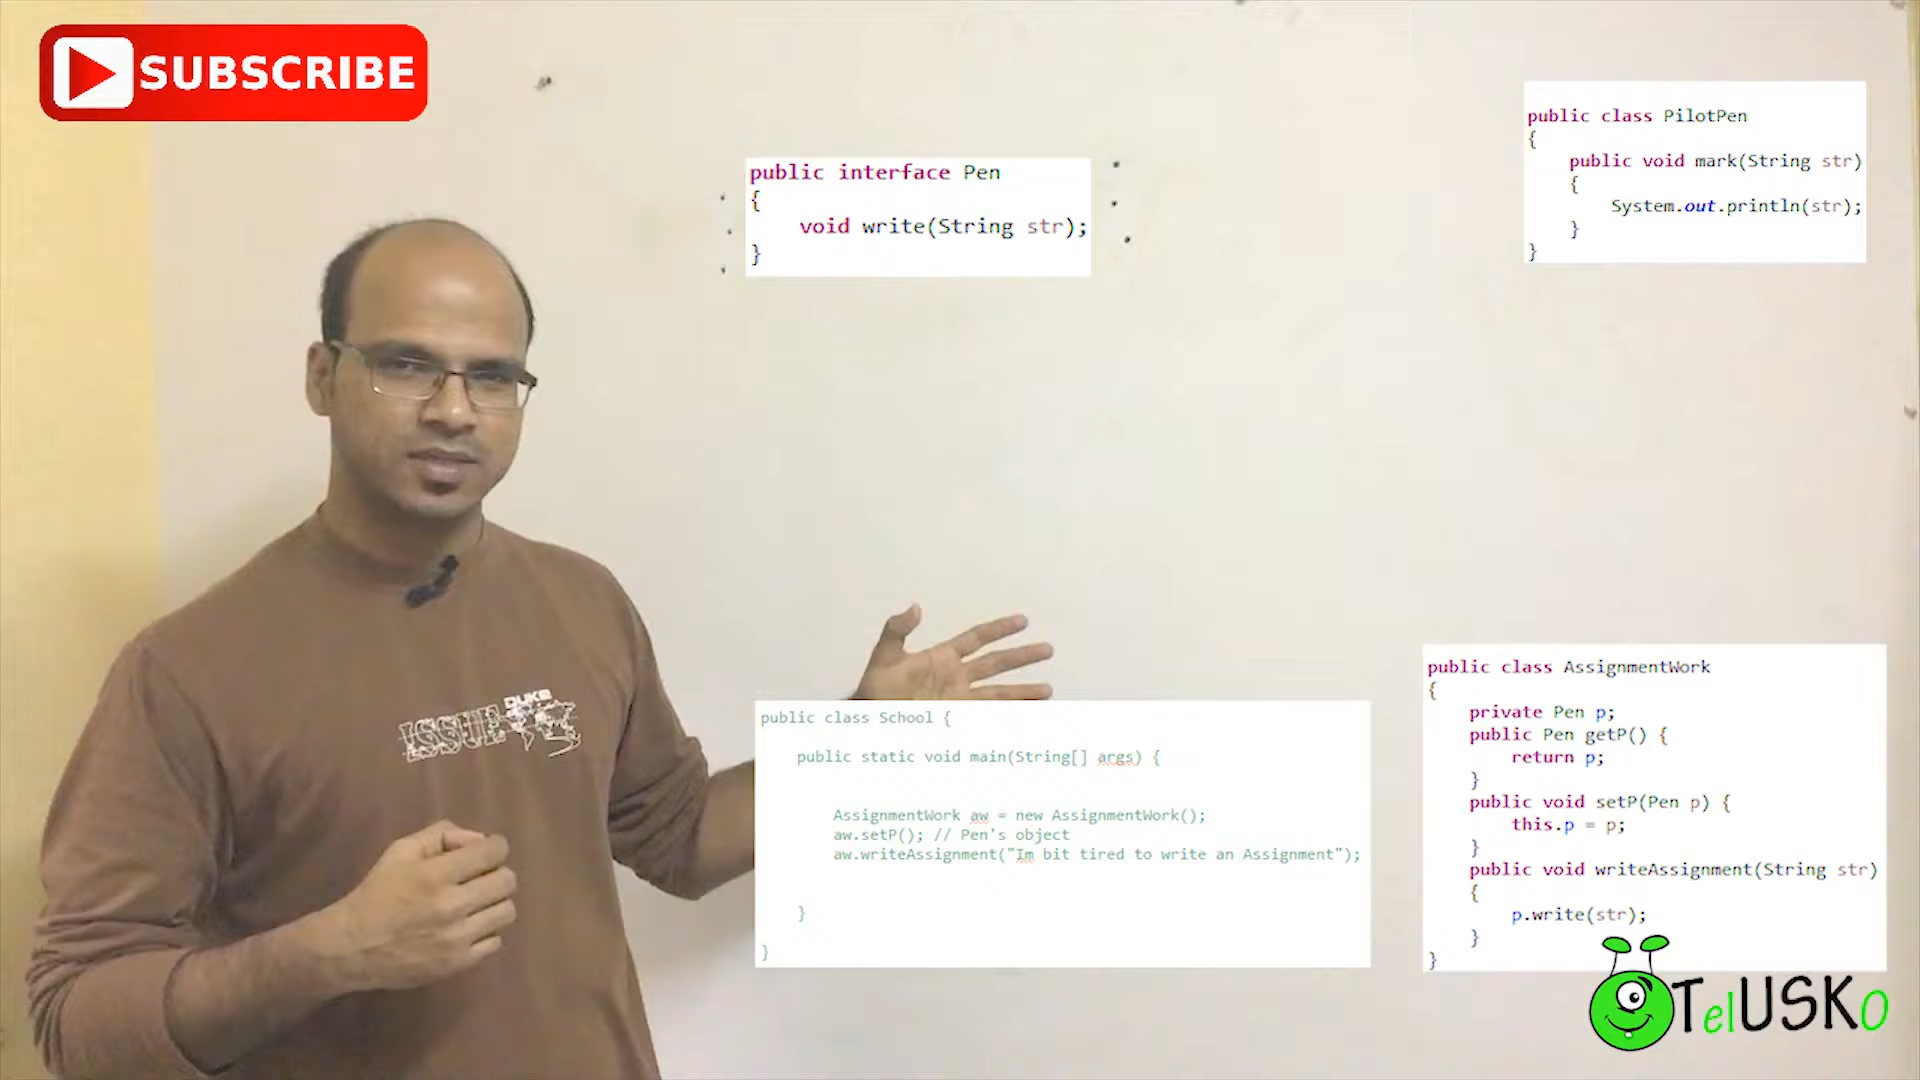 SUBSCRIBE
public interface Pen
{
    void write(String str);
}
public class PilotPen
{
    public void mark(String str)
    {
        System.out.println(str);
    }
}
ISSUE
DUKE
public class School {
    public static void main(String[] args) {
        AssignmentWork aw = new AssignmentWork();
        aw.setP(); // Pen's object
        aw.writeAssignment("Im bit tired to write an Assignment");
    }
}
public class AssignmentWork
{
    private Pen p;
    public Pen getP() {
        return p;
    }
    public void setP(Pen p) {
        this.p = p;
    }
    public void writeAssignment(String str)
    {
        p.write(str);
    }
}
TelUSKO